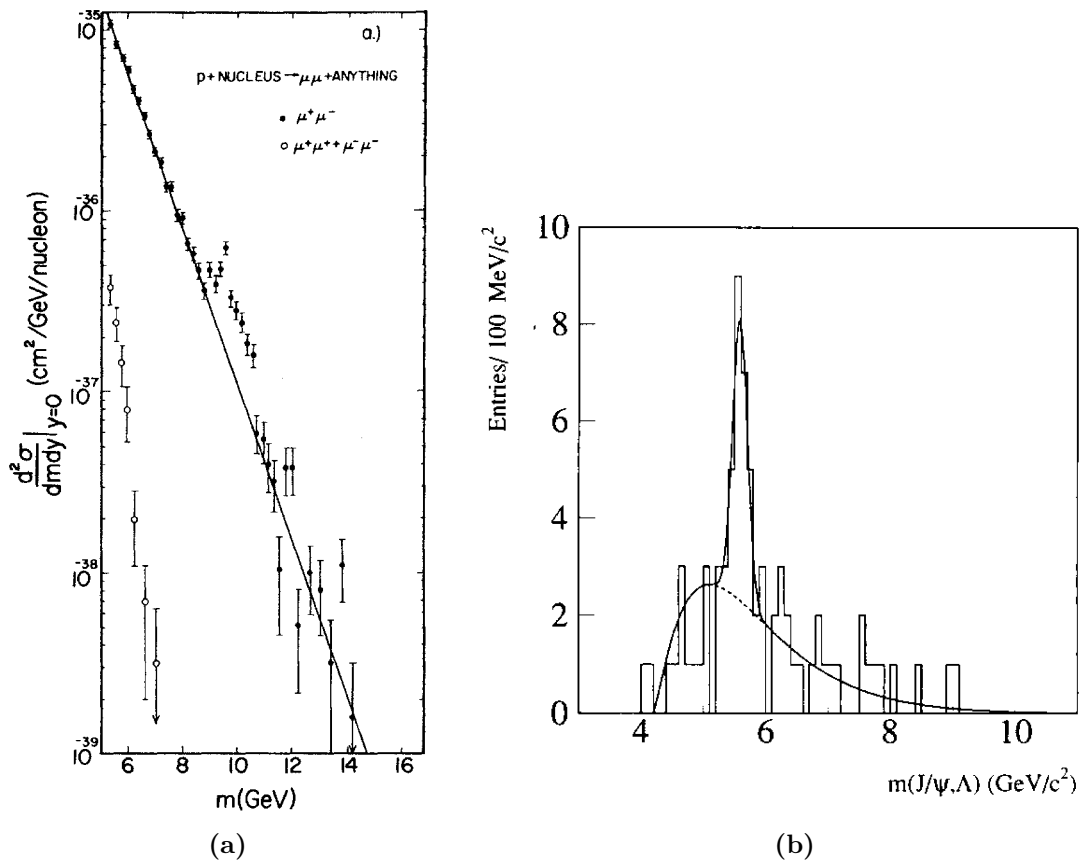 a.)
p+NUCLEUS→μμ+ANYTHING
μ⁺μ⁻
μ⁺μ⁺+μ⁻μ⁻
10⁻³⁵
10⁻³⁶
10⁻³⁷
10⁻³⁸
10⁻³⁹
d²σ/dmdy|y=0 (cm²/GeV/nucleon)
6 8 10 12 14 16
m(GeV)
(a)
10
8
6
4
2
0
Entries/ 100 MeV/c²
4 6 8 10
m(J/ψ,Λ) (GeV/c²)
(b)